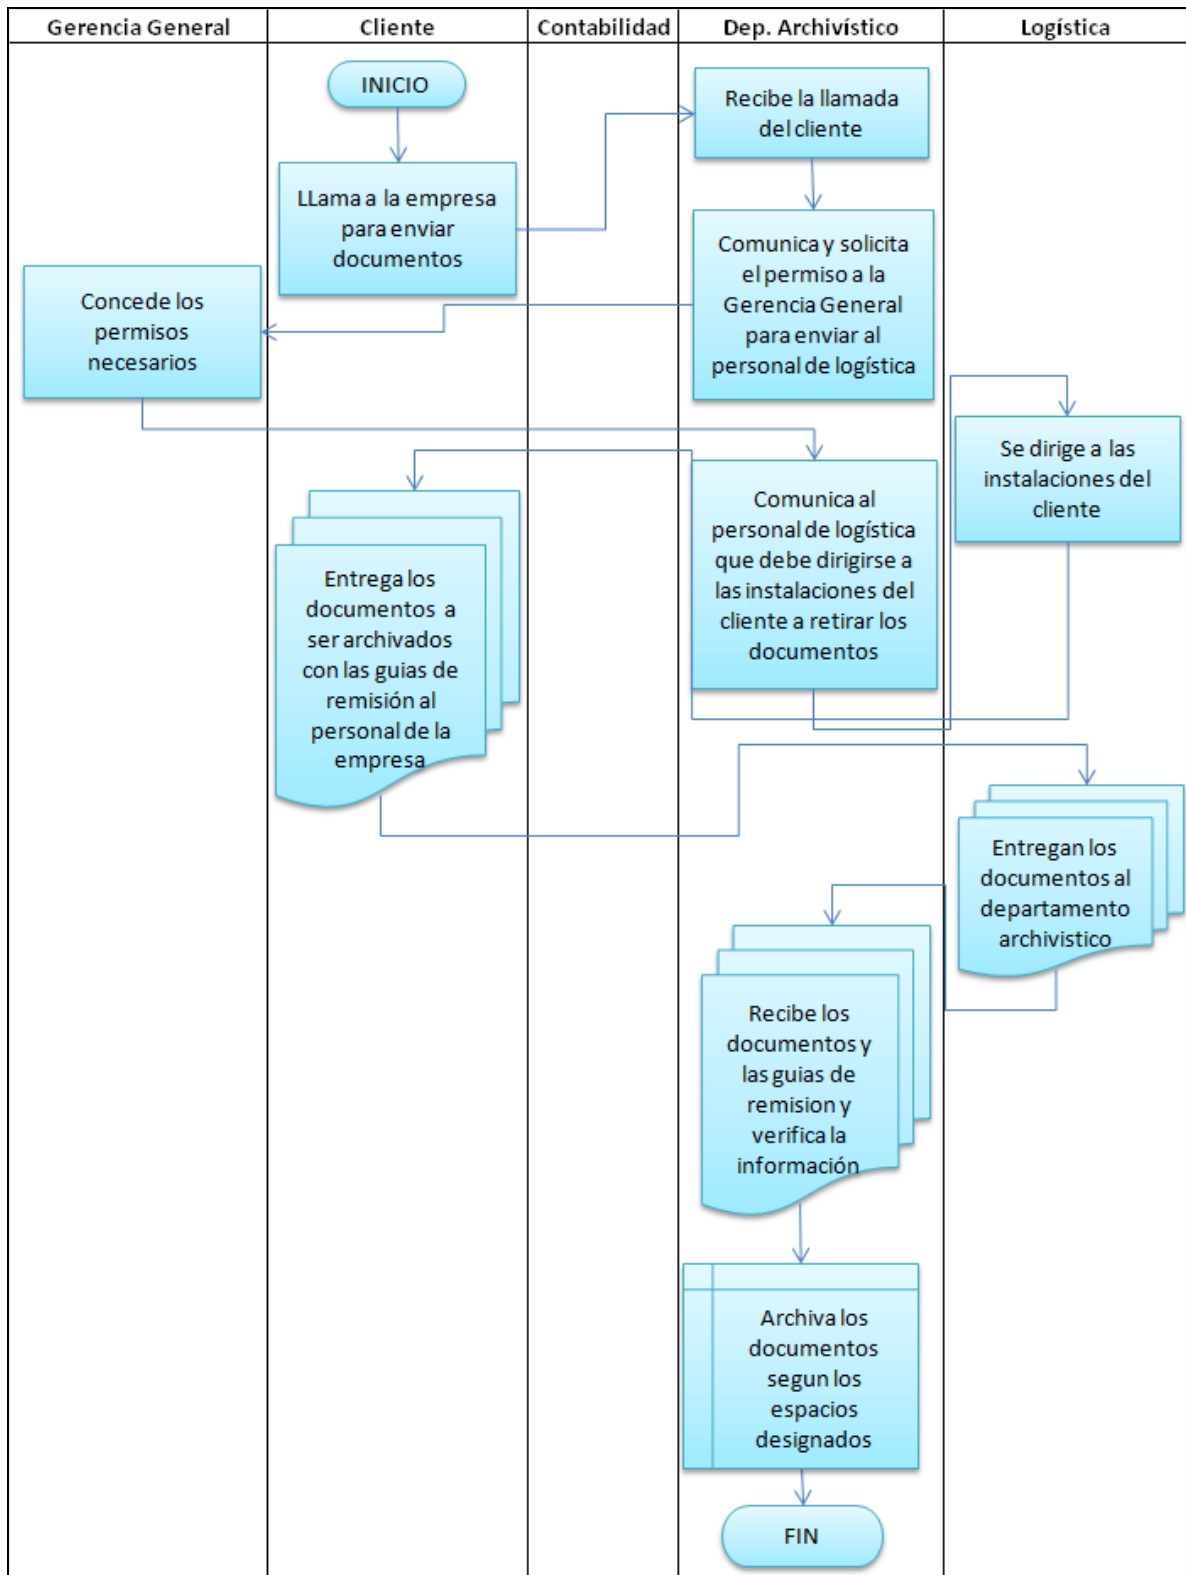 Gerencia General
Cliente
Contabilidad
Dep. Archivístico
Logística
INICIO
Recibe la llamada
del cliente
LLama a la empresa
para enviar
documentos
Comunica y solicita
el permiso a la
Gerencia General
para enviar al
personal de logística
Concede los
permisos
necesarios
Se dirige a las
instalaciones del
cliente
Comunica al
personal de logística
que debe dirigirse a
las instalaciones del
cliente a retirar los
documentos
Entrega los
documentos a
ser archivados
con las guias de
remisión al
personal de la
empresa
Entregan los
documentos al
departamento
archivistico
Recibe los
documentos y
las guias de
remision y
verifica la
información
Archiva los
documentos
segun los
espacios
designados
FIN